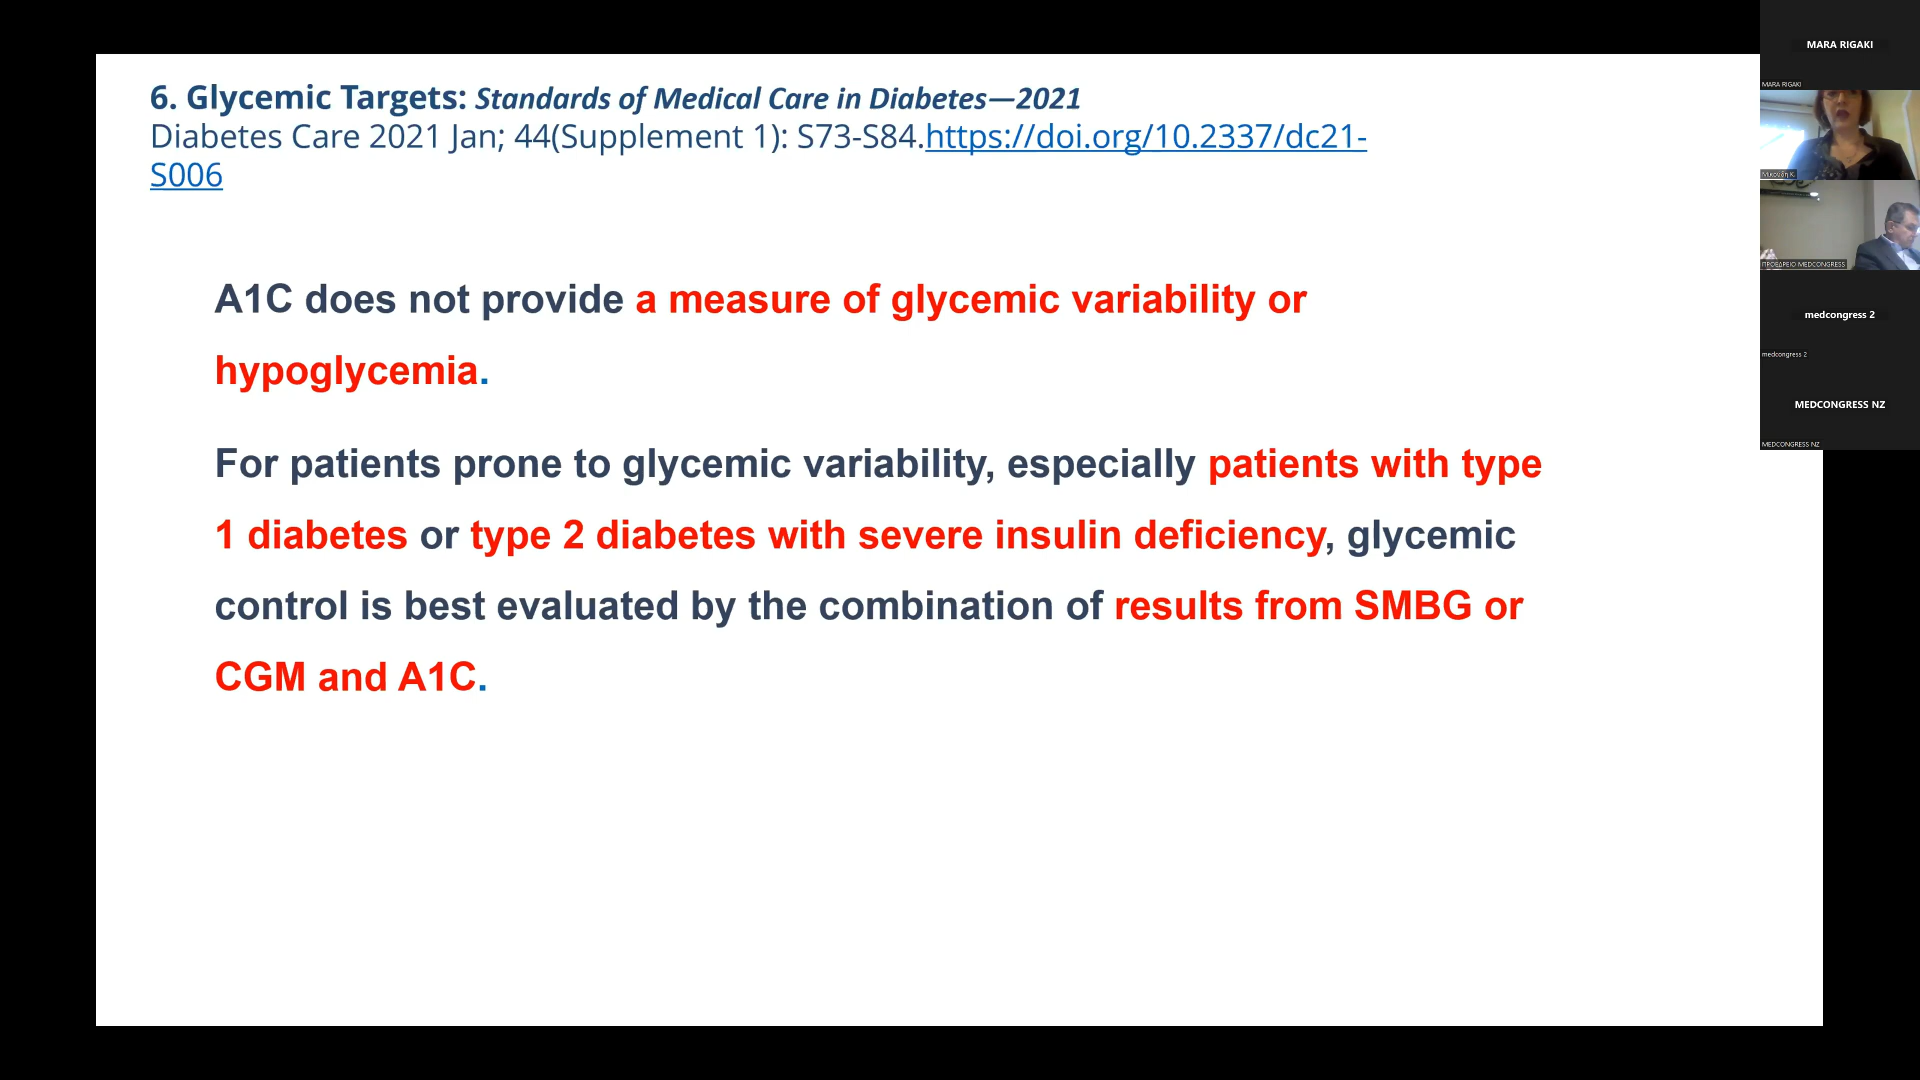 6. Glycemic Targets: Standards of Medical Care in Diabetes—2021
Diabetes Care 2021 Jan; 44(Supplement 1): S73-S84.https://doi.org/10.2337/dc21-
S006
A1C does not provide a measure of glycemic variability or
hypoglycemia.
For patients prone to glycemic variability, especially patients with type
1 diabetes or type 2 diabetes with severe insulin deficiency, glycemic
control is best evaluated by the combination of results from SMBG or
CGM and A1C.
MARA RIGAKI
MARA RIGAKI
ΠΡΟΕΔΡΕΙΟ MEDCONGRESS
medcongress 2
medcongress 2
MEDCONGRESS NZ
MEDCONGRESS NZ